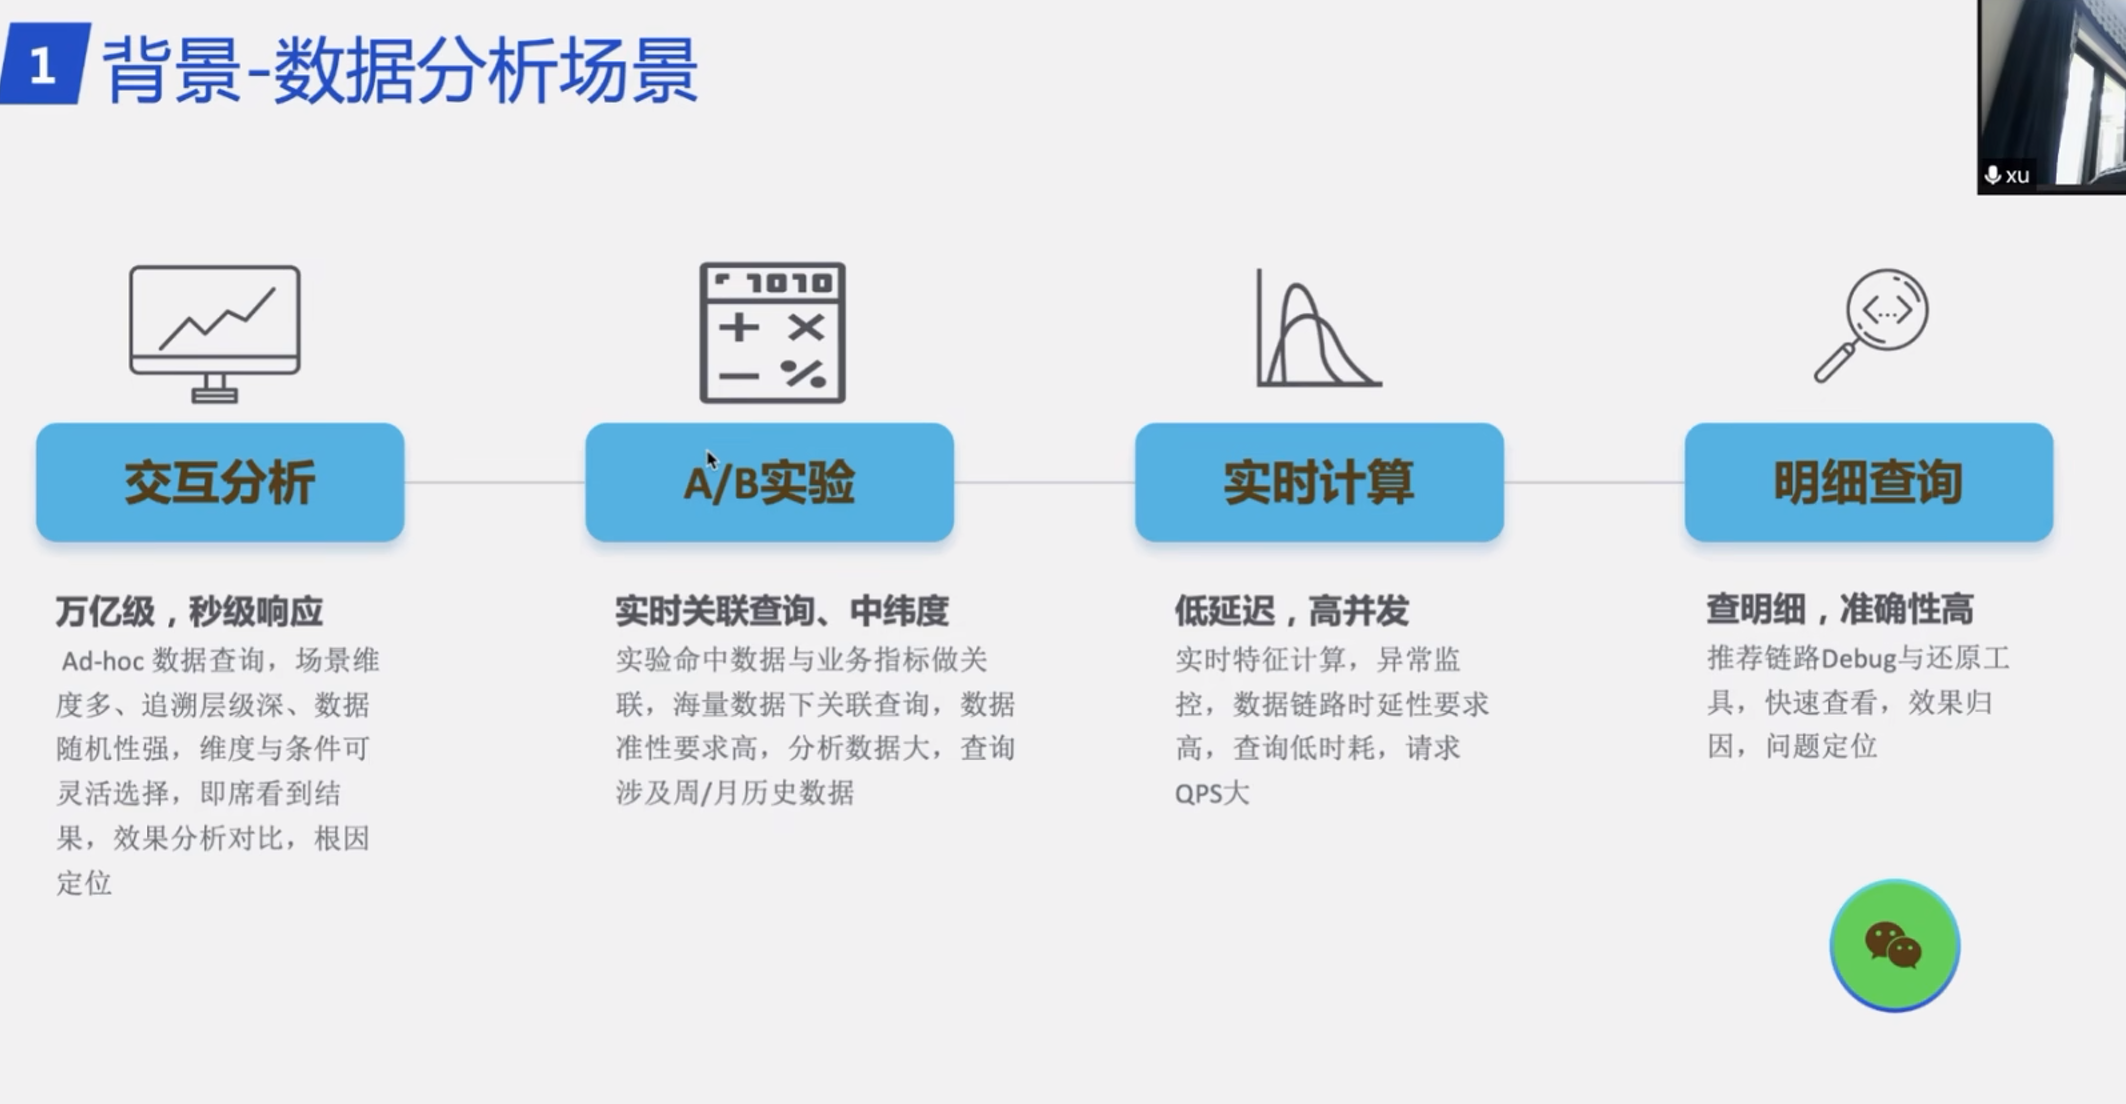 1 背景-数据分析场景
xu
1010
交互分析
A/B实验
实时计算
明细查询
万亿级，秒级响应
Ad-hoc 数据查询，场景维
度多、追溯层级深、数据
随机性强，维度与条件可
灵活选择，即席看到结
果，效果分析对比，根因
定位
实时关联查询、中纬度
实验命中数据与业务指标做关
联，海量数据下关联查询，数据
准性要求高，分析数据大，查询
涉及周/月历史数据
低延迟，高并发
实时特征计算，异常监
控，数据链路时延性要求
高，查询低时耗，请求
QPS大
查明细，准确性高
推荐链路Debug与还原工
具，快速查看，效果归
因，问题定位